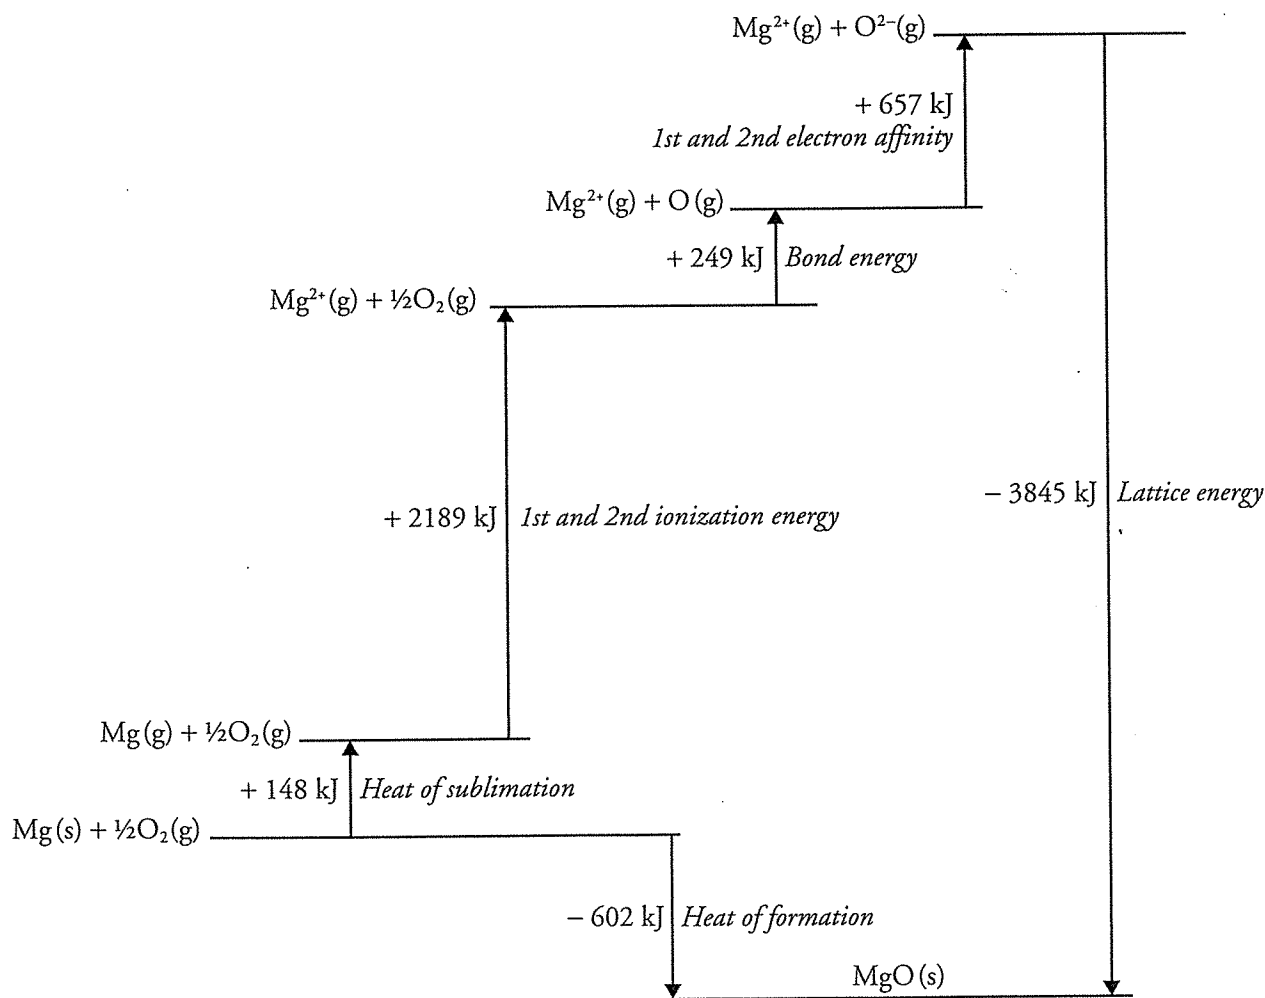 Mg²⁺(g) + O²⁻(g)
+ 657 kJ
1st and 2nd electron affinity
Mg²⁺(g) + O(g)
+ 249 kJ Bond energy
Mg²⁺(g) + ½O₂(g)
− 3845 kJ Lattice energy
+ 2189 kJ 1st and 2nd ionization energy
Mg(g) + ½O₂(g)
+ 148 kJ Heat of sublimation
Mg(s) + ½O₂(g)
− 602 kJ Heat of formation
MgO(s)